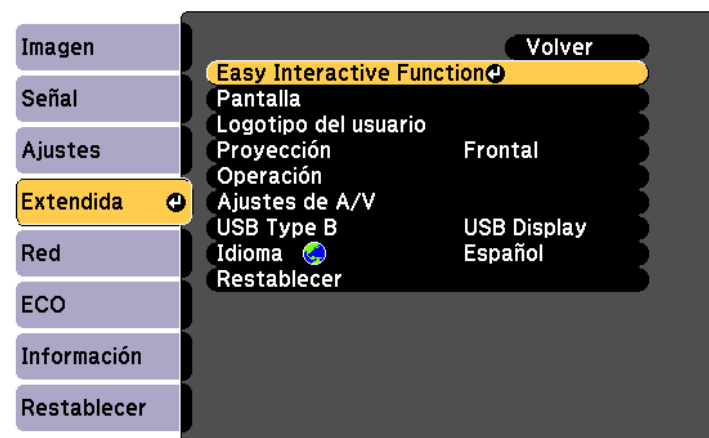 Imagen
Señal
Ajustes
Extendida
Red
ECO
Información
Restablecer
Volver
Easy Interactive Function
Pantalla
Logotipo del usuario
Proyección Frontal
Operación
Ajustes de A/V
USB Type B USB Display
Idioma Español
Restablecer